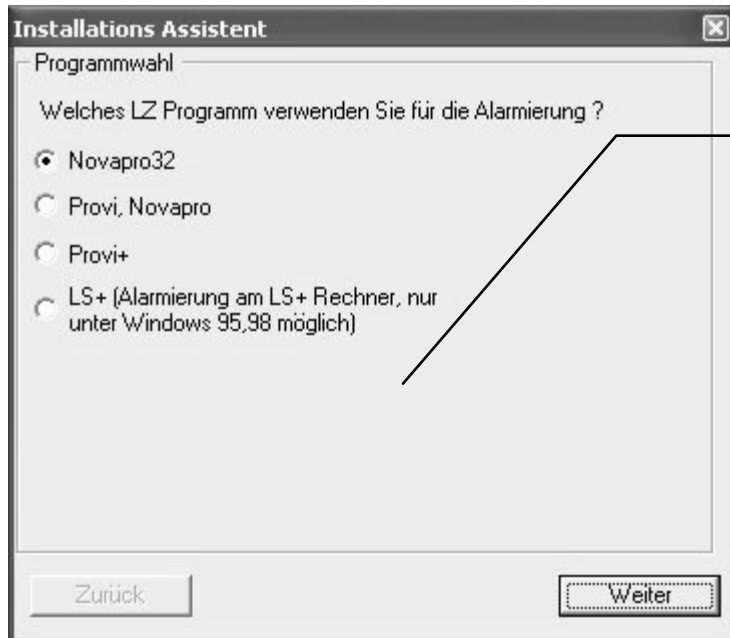 Installations Assistent
Programmwahl
Welches LZ Programm verwenden Sie für die Alarmierung ?
Novapro32
Provi, Novapro
Provi+
LS+ (Alarmierung am LS+ Rechner, nur
unter Windows 95,98 möglich)
Zurück
Weiter